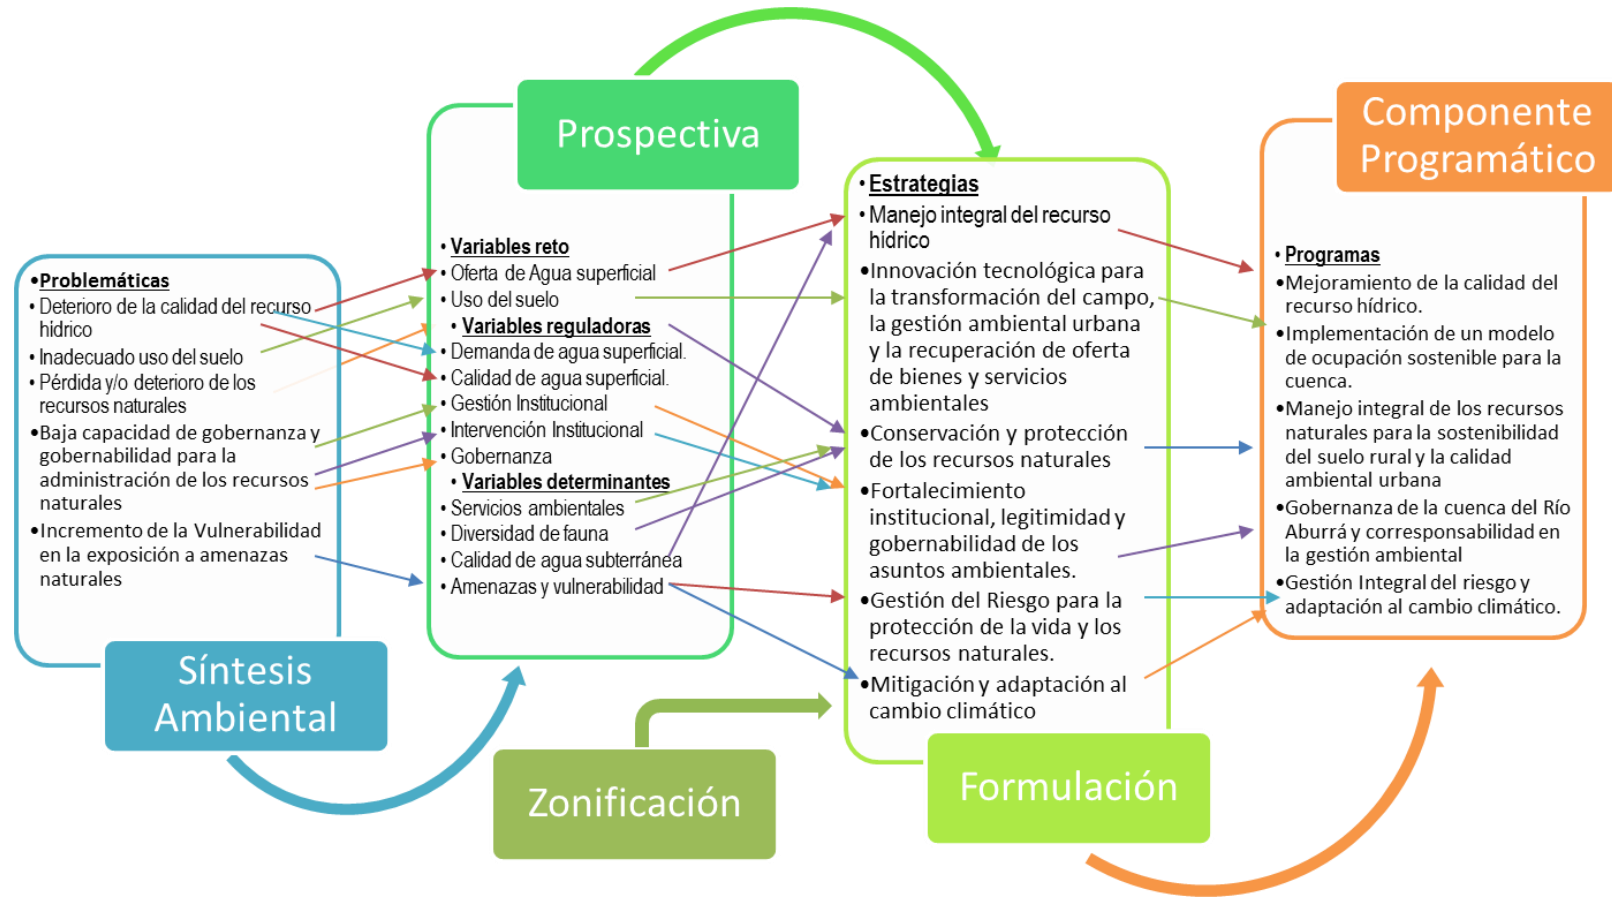 •Problemáticas
• Deterioro de la calidad del recurso
hídrico
• Inadecuado uso del suelo
• Pérdida y/o deterioro de los
recursos naturales
•Baja capacidad de gobernanza y
gobernabilidad para la
administración de los recursos
naturales
•Incremento de la Vulnerabilidad
en la exposición a amenazas
naturales
Síntesis
Ambiental
Prospectiva
• Variables reto
• Oferta de Agua superficial
• Uso del suelo
• Variables reguladoras
• Demanda de agua superficial.
• Calidad de agua superficial.
• Gestión Institucional
• Intervención Institucional
• Gobernanza
• Variables determinantes
• Servicios ambientales
• Diversidad de fauna
• Calidad de agua subterránea
• Amenazas y vulnerabilidad
Zonificación
• Estrategias
• Manejo integral del recurso
hídrico
•Innovación tecnológica para
la transformación del campo,
la gestión ambiental urbana
y la recuperación de oferta
de bienes y servicios
ambientales
•Conservación y protección
de los recursos naturales
•Fortalecimiento
institucional, legitimidad y
gobernabilidad de los
asuntos ambientales.
•Gestión del Riesgo para la
protección de la vida y los
recursos naturales.
•Mitigación y adaptación al
cambio climático
Formulación
Componente
Programático
• Programas
•Mejoramiento de la calidad del
recurso hídrico.
•Implementación de un modelo
de ocupación sostenible para la
cuenca.
•Manejo integral de los recursos
naturales para la sostenibilidad
del suelo rural y la calidad
ambiental urbana
•Gobernanza de la cuenca del Río
Aburrá y corresponsabilidad en
la gestión ambiental
•Gestión Integral del riesgo y
adaptación al cambio climático.